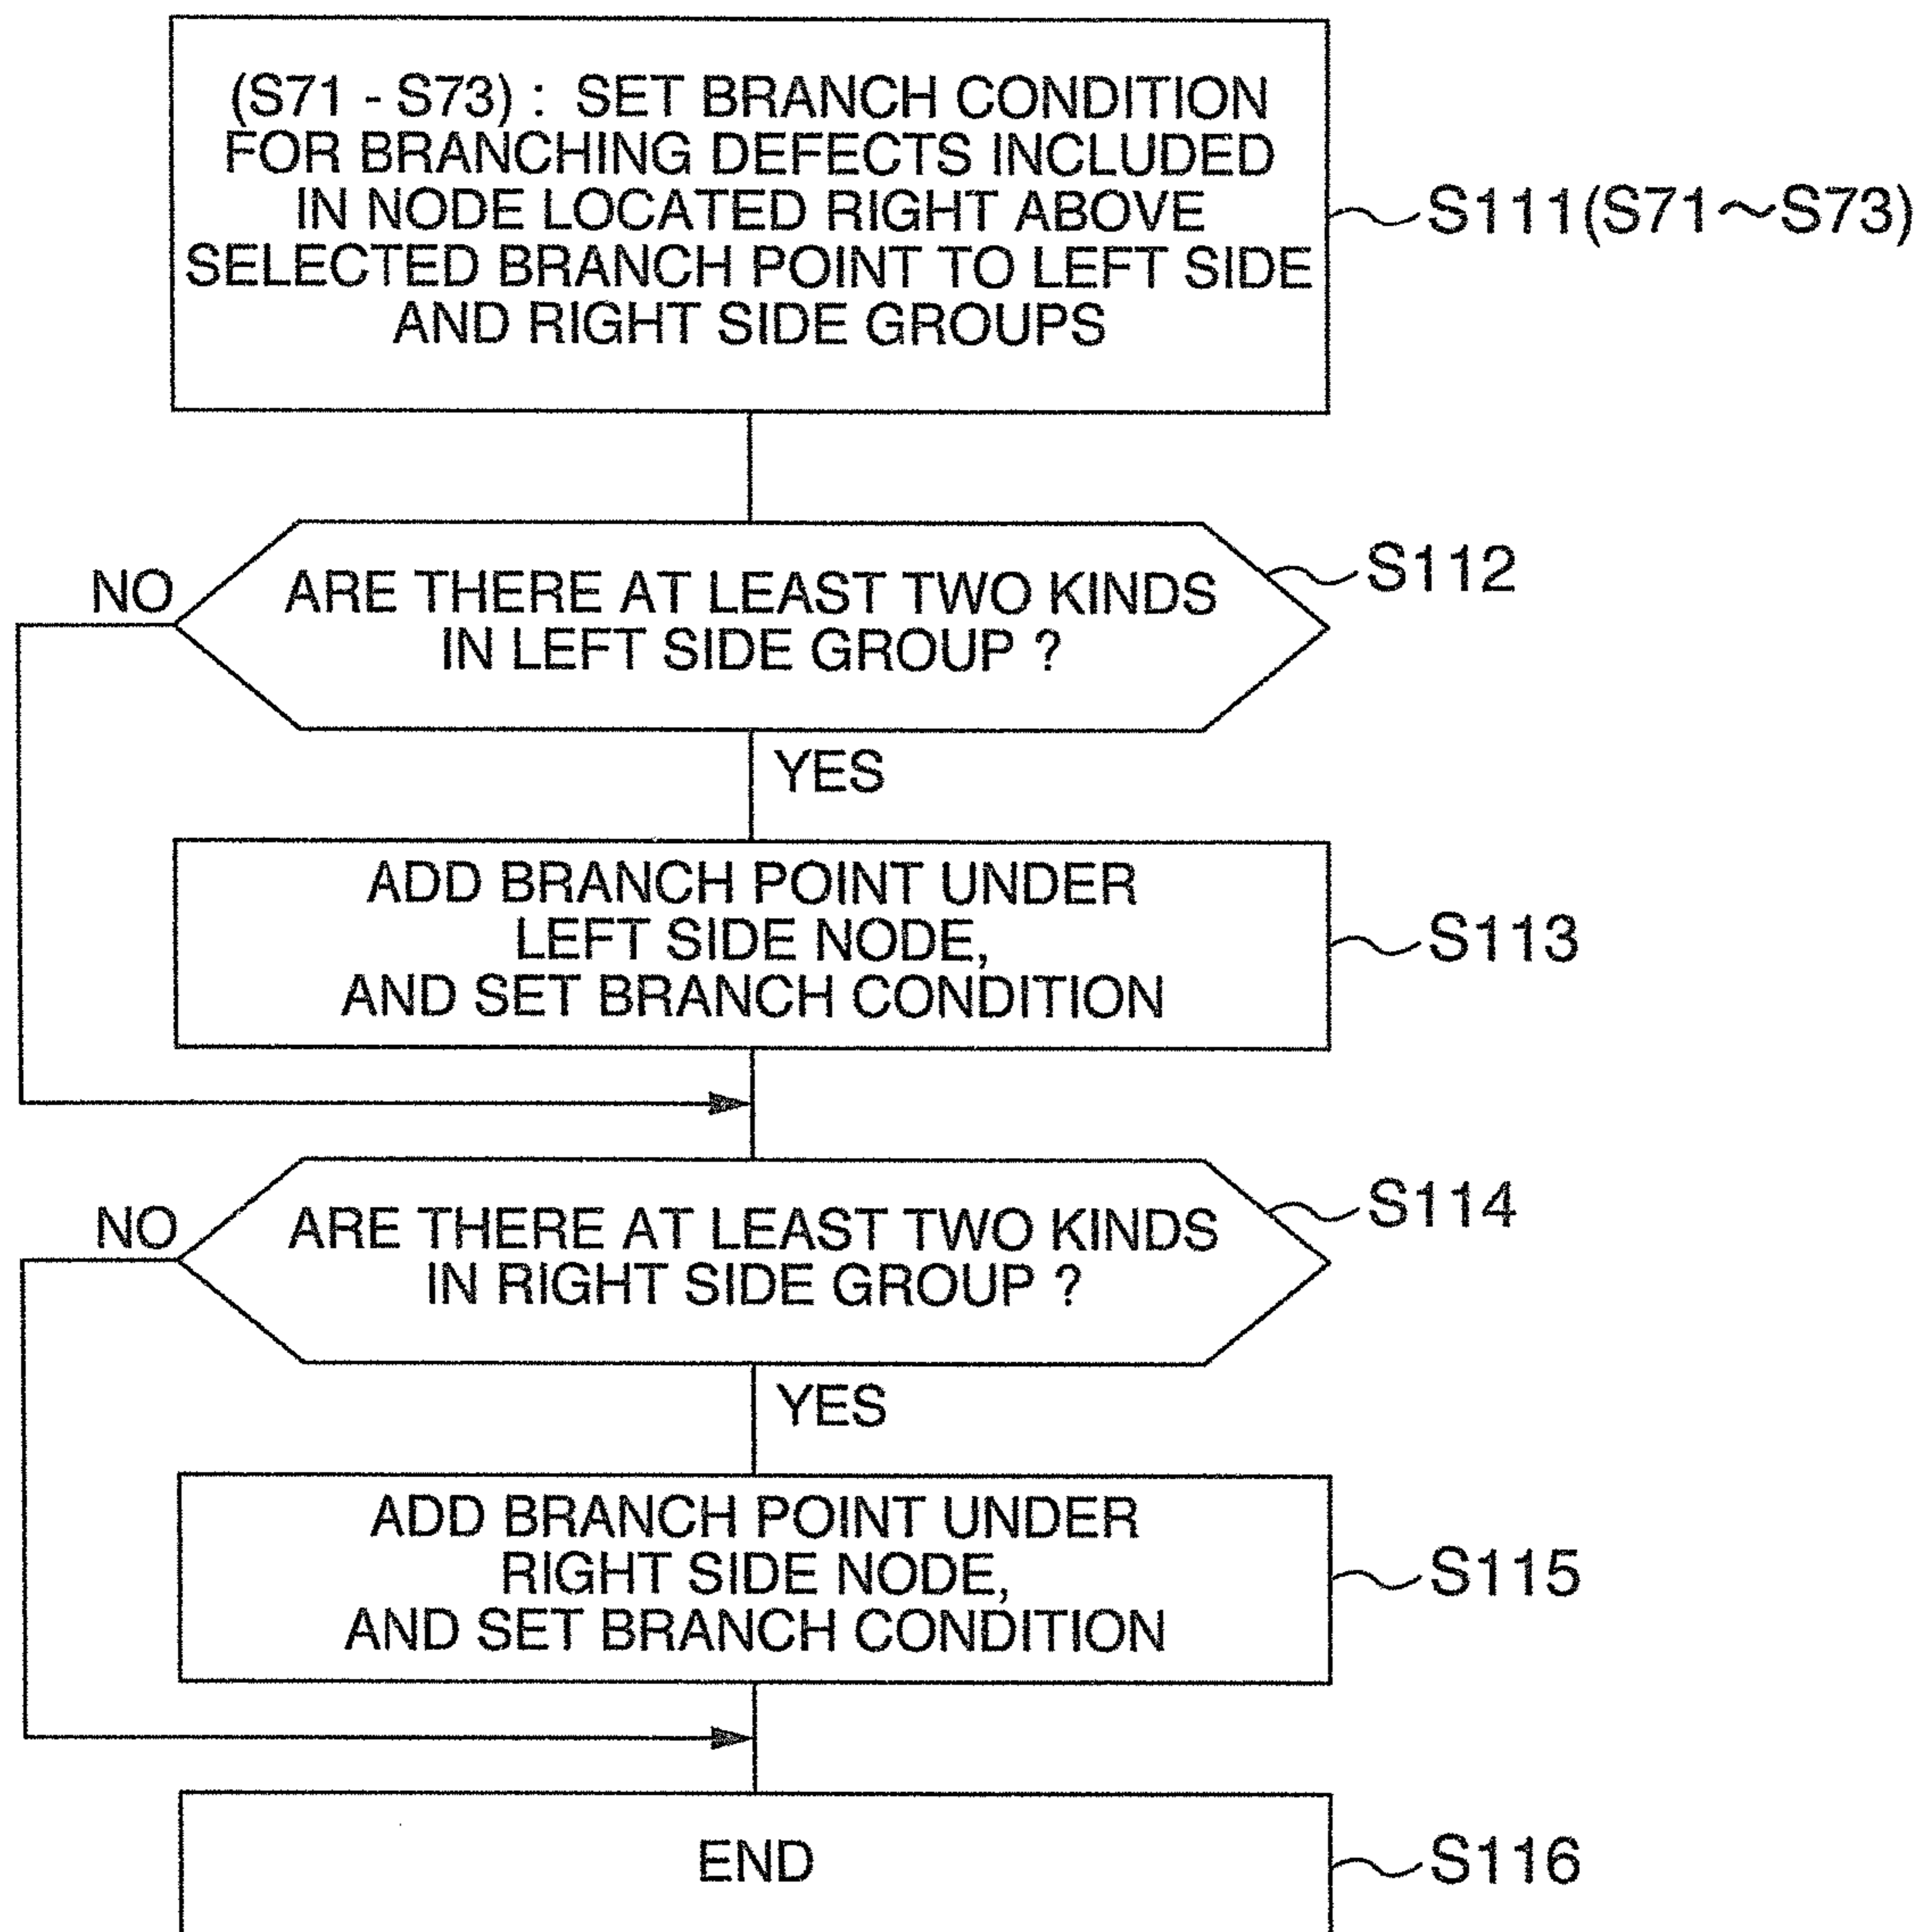 (S71 - S73) : SET BRANCH CONDITION
FOR BRANCHING DEFECTS INCLUDED
IN NODE LOCATED RIGHT ABOVE
SELECTED BRANCH POINT TO LEFT SIDE
AND RIGHT SIDE GROUPS
S111(S71～S73)
NO
ARE THERE AT LEAST TWO KINDS
IN LEFT SIDE GROUP ?
S112
YES
ADD BRANCH POINT UNDER
LEFT SIDE NODE,
AND SET BRANCH CONDITION
S113
NO
ARE THERE AT LEAST TWO KINDS
IN RIGHT SIDE GROUP ?
S114
YES
ADD BRANCH POINT UNDER
RIGHT SIDE NODE,
AND SET BRANCH CONDITION
S115
END
S116